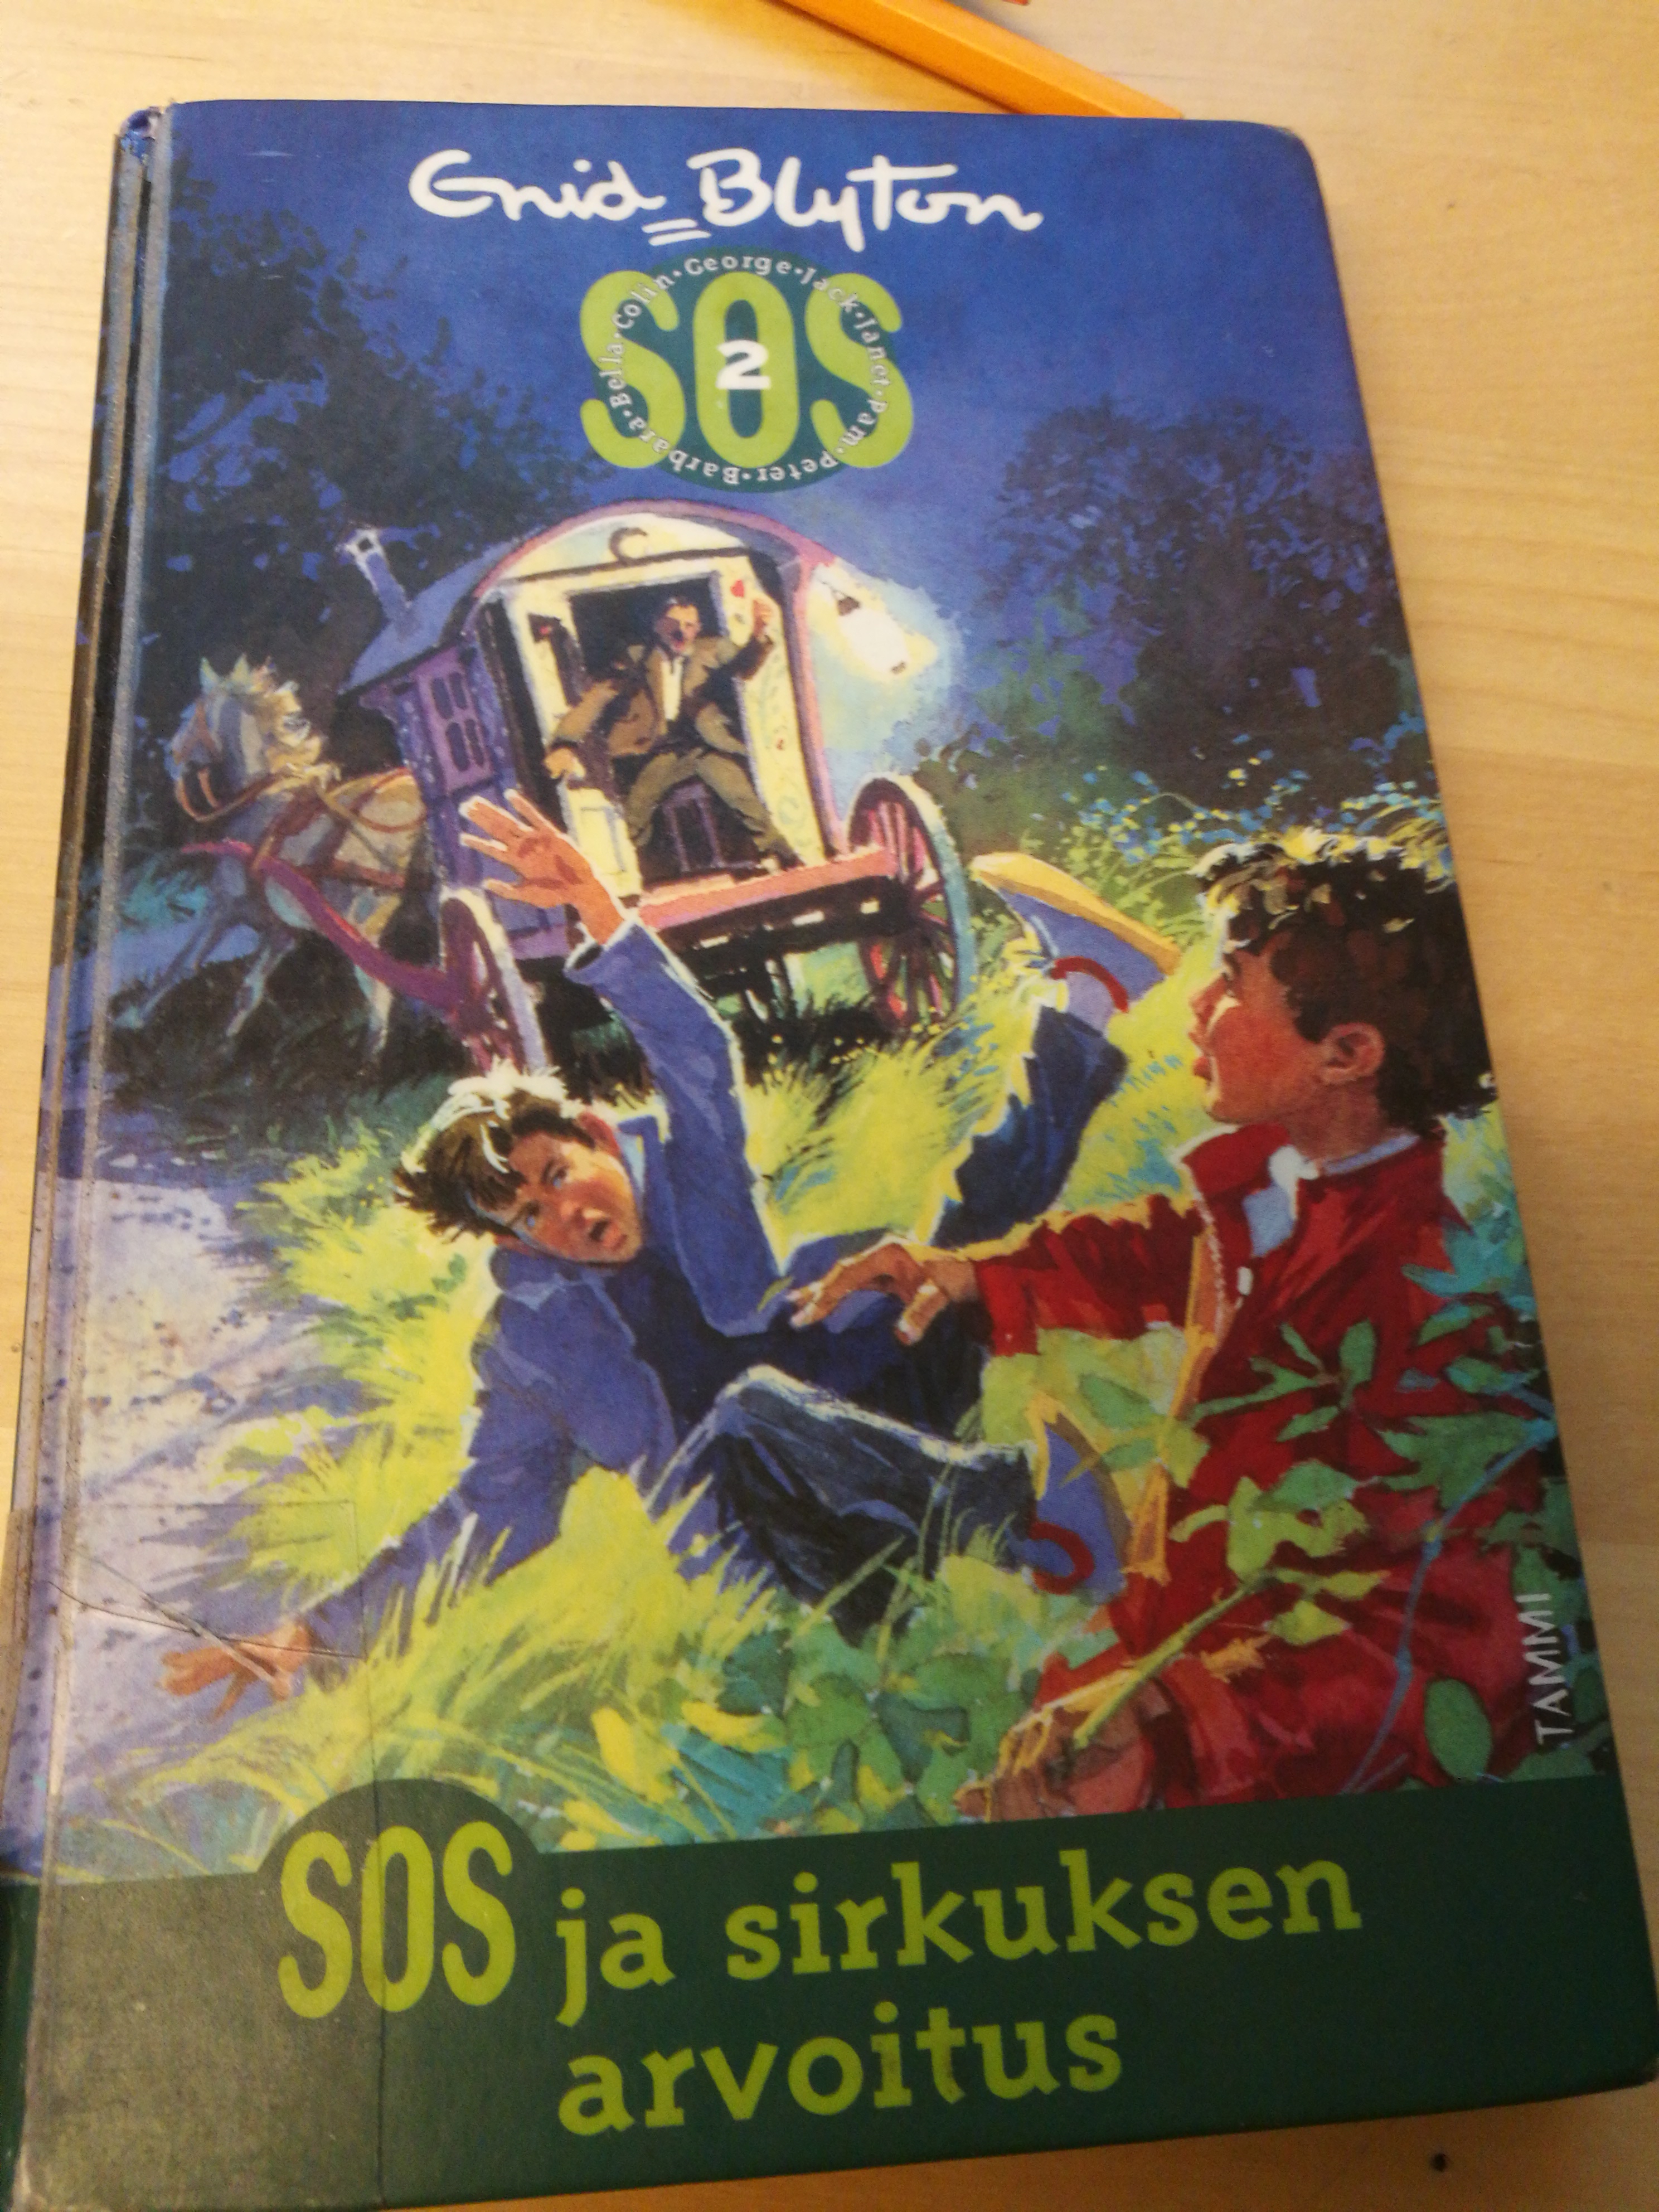 Enid Blyton
SOS
2
Barbara · Bella · Colin · George · Jack · Janet · Pam · Peter ·
TAMMI
SOS ja sirkuksen
arvoitus